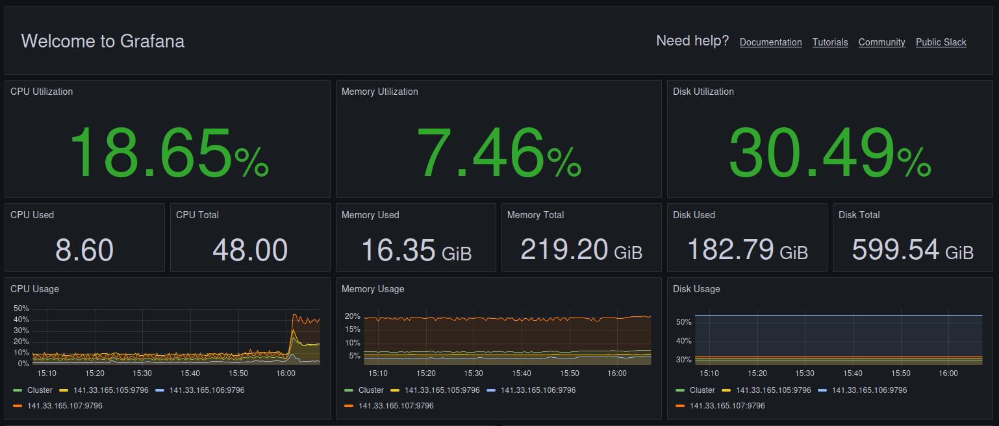 Welcome to Grafana
Need help? Documentation Tutorials Community Public Slack
CPU Utilization
18.65%
Memory Utilization
7.46%
Disk Utilization
30.49%
CPU Used
8.60
CPU Total
48.00
Memory Used
16.35 GiB
Memory Total
219.20 GiB
Disk Used
182.79 GiB
Disk Total
599.54 GiB
CPU Usage
50%
40%
30%
20%
10%
0%
15:10 15:20 15:30 15:40 15:50 16:00
Cluster 141.33.165.105:9796 141.33.165.106:9796
141.33.165.107:9796
Memory Usage
20%
15%
10%
5%
15:10 15:20 15:30 15:40 15:50 16:00
Cluster 141.33.165.105:9796 141.33.165.106:9796
141.33.165.107:9796
Disk Usage
50%
40%
30%
15:10 15:20 15:30 15:40 15:50 16:00
Cluster 141.33.165.105:9796 141.33.165.106:9796
141.33.165.107:9796